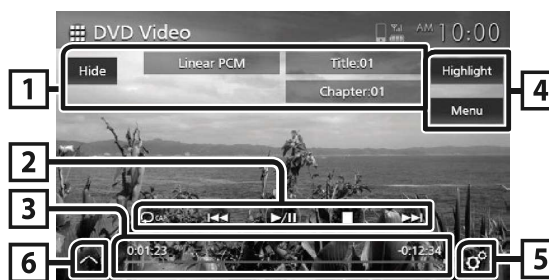 DVD Video
AM 10:00
Hide
Linear PCM
Title:01
Highlight
Chapter:01
Menu
1
4
2
3
0:01:23
-0:12:34
6
5